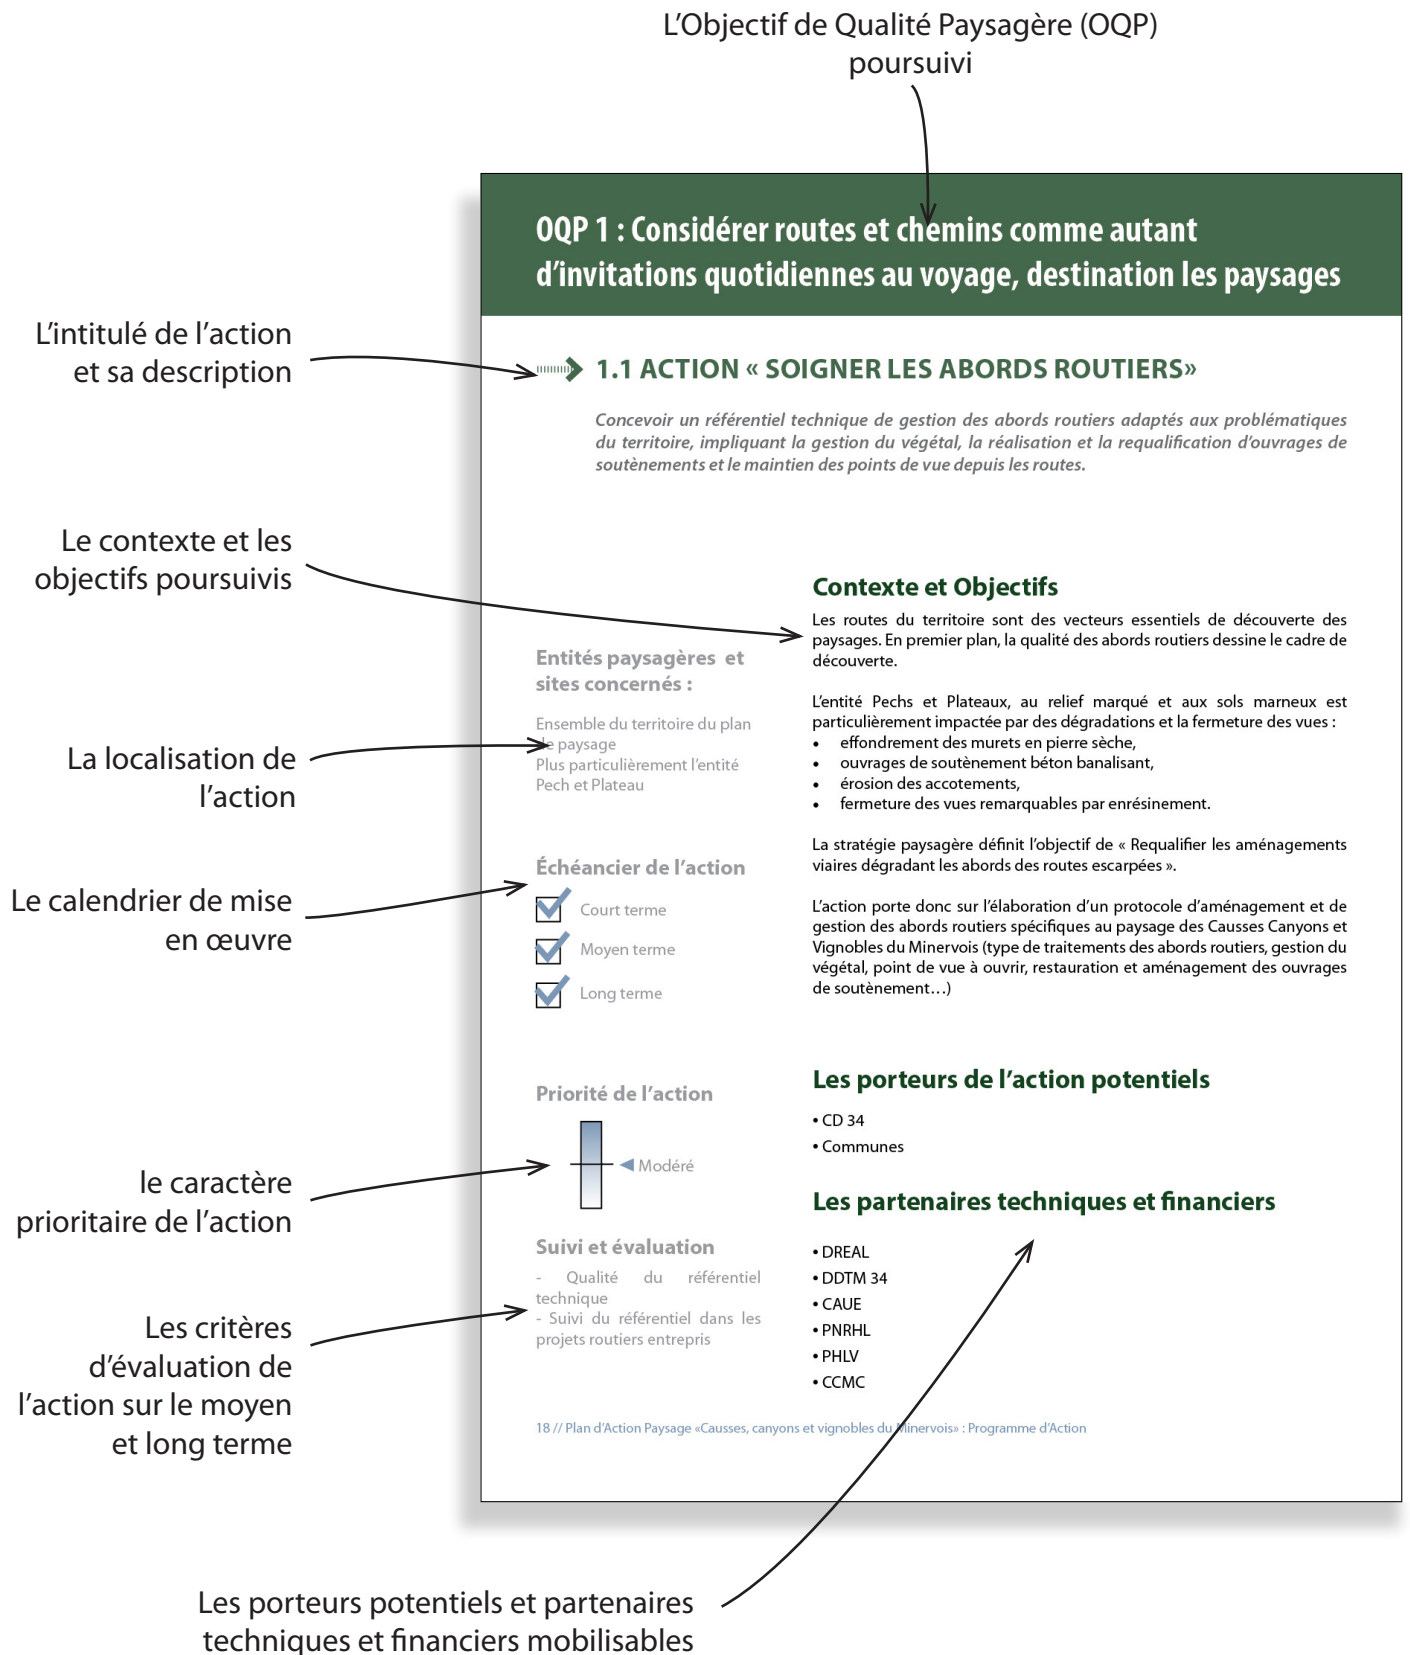 L'Objectif de Qualité Paysagère (OQP)
poursuivi
OQP 1 : Considérer routes et chemins comme autant
d'invitations quotidiennes au voyage, destination les paysages
L'intitulé de l'action
et sa description
1.1 ACTION « SOIGNER LES ABORDS ROUTIERS»
Concevoir un référentiel technique de gestion des abords routiers adaptés aux problématiques
du territoire, impliquant la gestion du végétal, la réalisation et la requalification d'ouvrages de
soutènements et le maintien des points de vue depuis les routes.
Le contexte et les
objectifs poursuivis
La localisation de
l'action
Le calendrier de mise
en œuvre
le caractère
prioritaire de l'action
Les critères
d'évaluation de
l'action sur le moyen
et long terme
Entités paysagères et
sites concernés :
Ensemble du territoire du plan
de paysage
Plus particulièrement l'entité
Pech et Plateau
Échéancier de l'action
Court terme
Moyen terme
Long terme
Priorité de l'action
Modéré
Suivi et évaluation
- Qualité du référentiel
technique
- Suivi du référentiel dans les
projets routiers entrepris
Contexte et Objectifs
Les routes du territoire sont des vecteurs essentiels de découverte des
paysages. En premier plan, la qualité des abords routiers dessine le cadre de
découverte.
L'entité Pechs et Plateaux, au relief marqué et aux sols marneux est
particulièrement impactée par des dégradations et la fermeture des vues :
• effondrement des murets en pierre sèche,
• ouvrages de soutènement béton banalisant,
• érosion des accotements,
• fermeture des vues remarquables par enrésinement.
La stratégie paysagère définit l'objectif de « Requalifier les aménagements
viaires dégradant les abords des routes escarpées ».
L'action porte donc sur l'élaboration d'un protocole d'aménagement et de
gestion des abords routiers spécifiques au paysage des Causses Canyons et
Vignobles du Minervois (type de traitements des abords routiers, gestion du
végétal, point de vue à ouvrir, restauration et aménagement des ouvrages
de soutènement…)
Les porteurs de l'action potentiels
• CD 34
• Communes
Les partenaires techniques et financiers
• DREAL
• DDTM 34
• CAUE
• PNRHL
• PHLV
• CCMC
18 // Plan d'Action Paysage «Causses, canyons et vignobles du Minervois» : Programme d'Action
Les porteurs potentiels et partenaires
techniques et financiers mobilisables